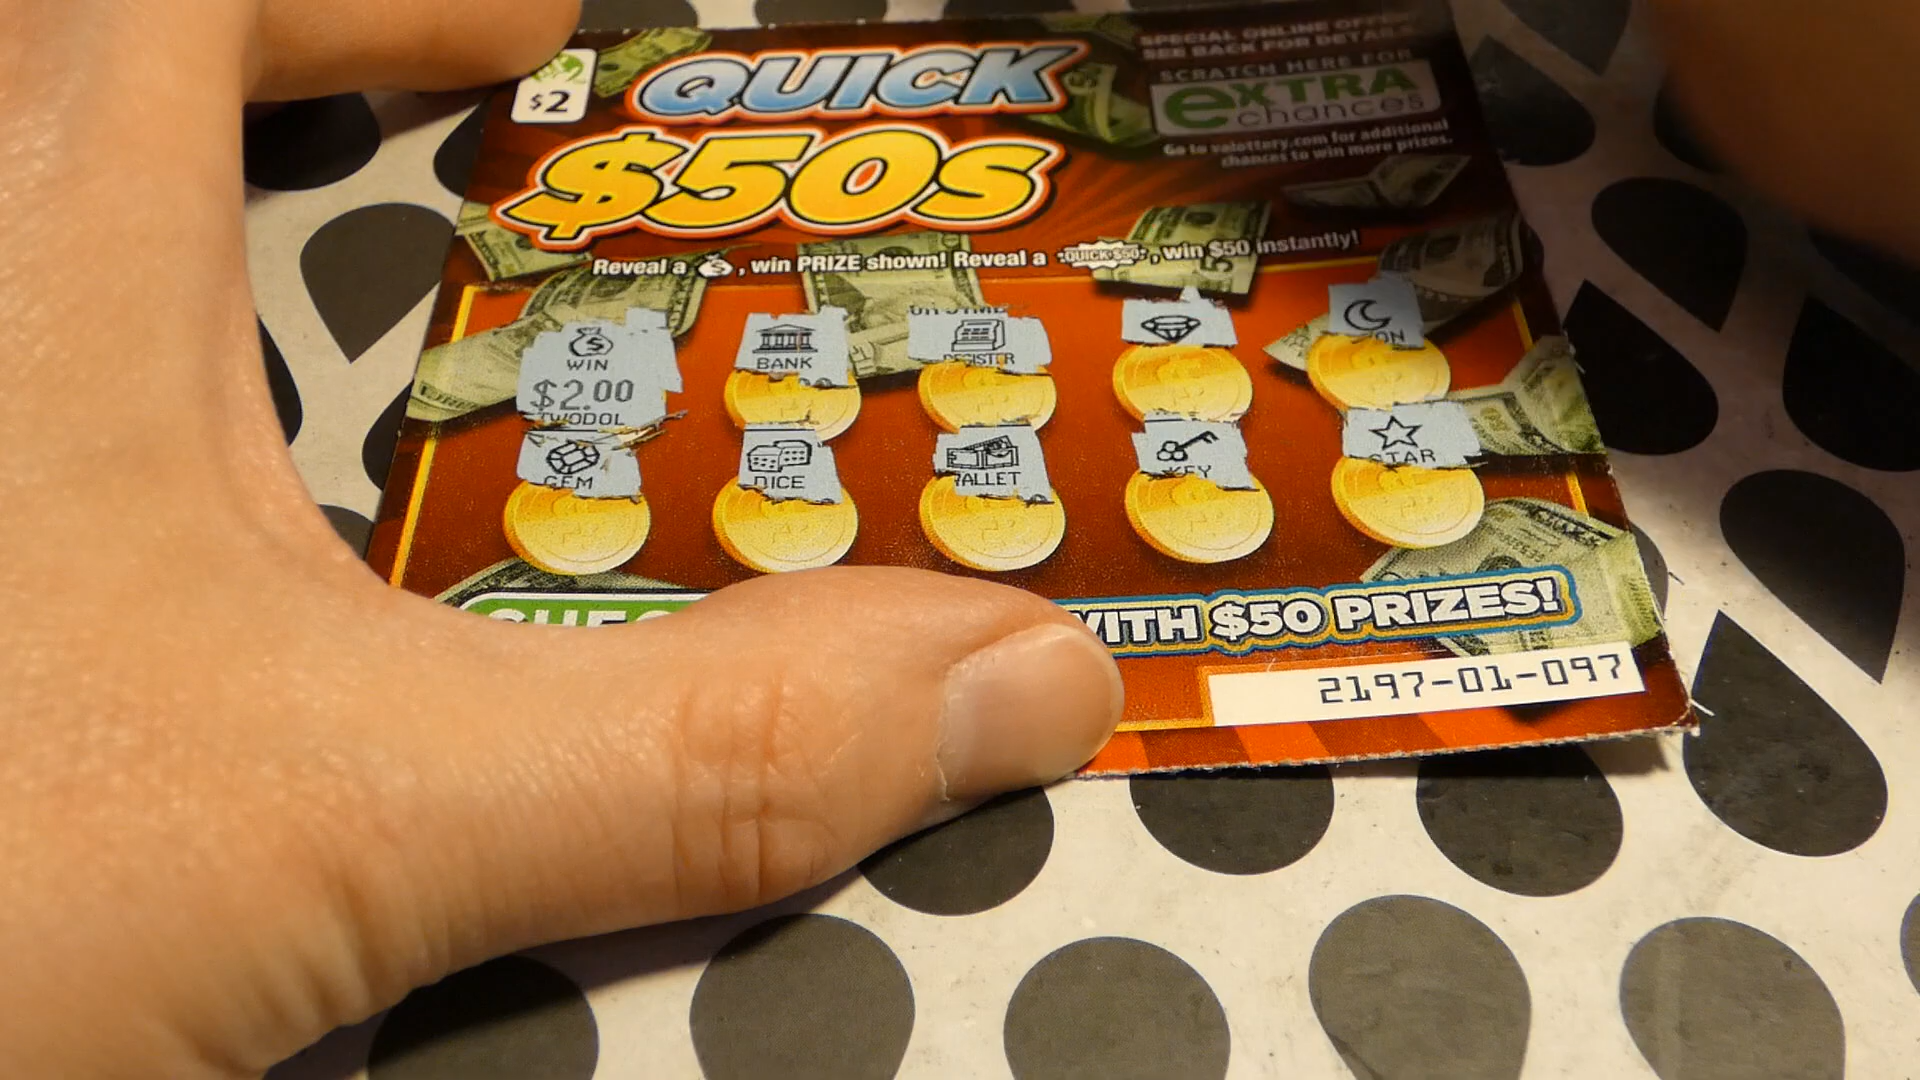 $2
QUICK
$50s
SPECIAL ONLINE OFFER
SEE BACK FOR DETAILS
SCRATCH HERE FOR
eXTRA
chances
Go to valottery.com for additional
chances to win more prizes.
Reveal a , win PRIZE shown! Reveal a QUICK $50, win $50 instantly!
WIN
$2.00
TWODOL
BANK
REGISTER
GEM
DICE
WALLET
KEY
STAR
WITH $50 PRIZES!
2197-01-097